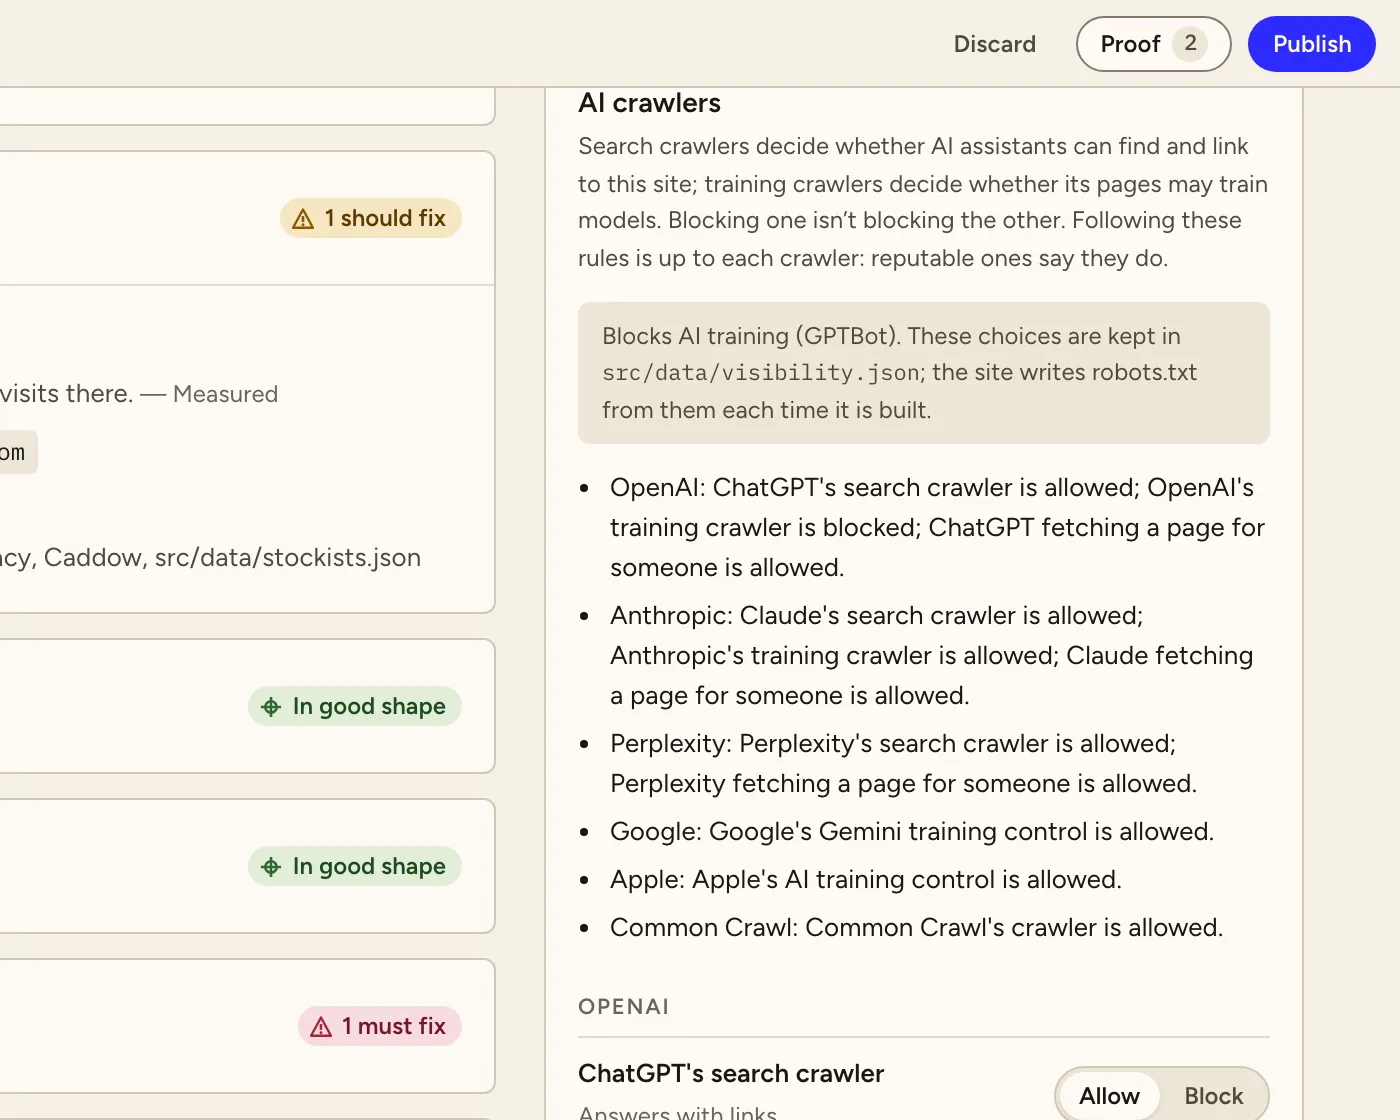 Discard
Proof 2
Publish
1 should fix
visits there. — Measured
om
Caddow, src/data/stockists.json
In good shape
In good shape
1 must fix
AI crawlers
Search crawlers decide whether AI assistants can find and link
to this site; training crawlers decide whether its pages may train
models. Blocking one isn’t blocking the other. Following these
rules is up to each crawler: reputable ones say they do.
Blocks AI training (GPTBot). These choices are kept in
src/data/visibility.json; the site writes robots.txt
from them each time it is built.
• OpenAI: ChatGPT's search crawler is allowed; OpenAI's
training crawler is blocked; ChatGPT fetching a page for
someone is allowed.
• Anthropic: Claude's search crawler is allowed;
Anthropic's training crawler is allowed; Claude fetching
a page for someone is allowed.
• Perplexity: Perplexity's search crawler is allowed;
Perplexity fetching a page for someone is allowed.
• Google: Google's Gemini training control is allowed.
• Apple: Apple's AI training control is allowed.
• Common Crawl: Common Crawl's crawler is allowed.
OPENAI
ChatGPT's search crawler
Allow
Block
Answers with links